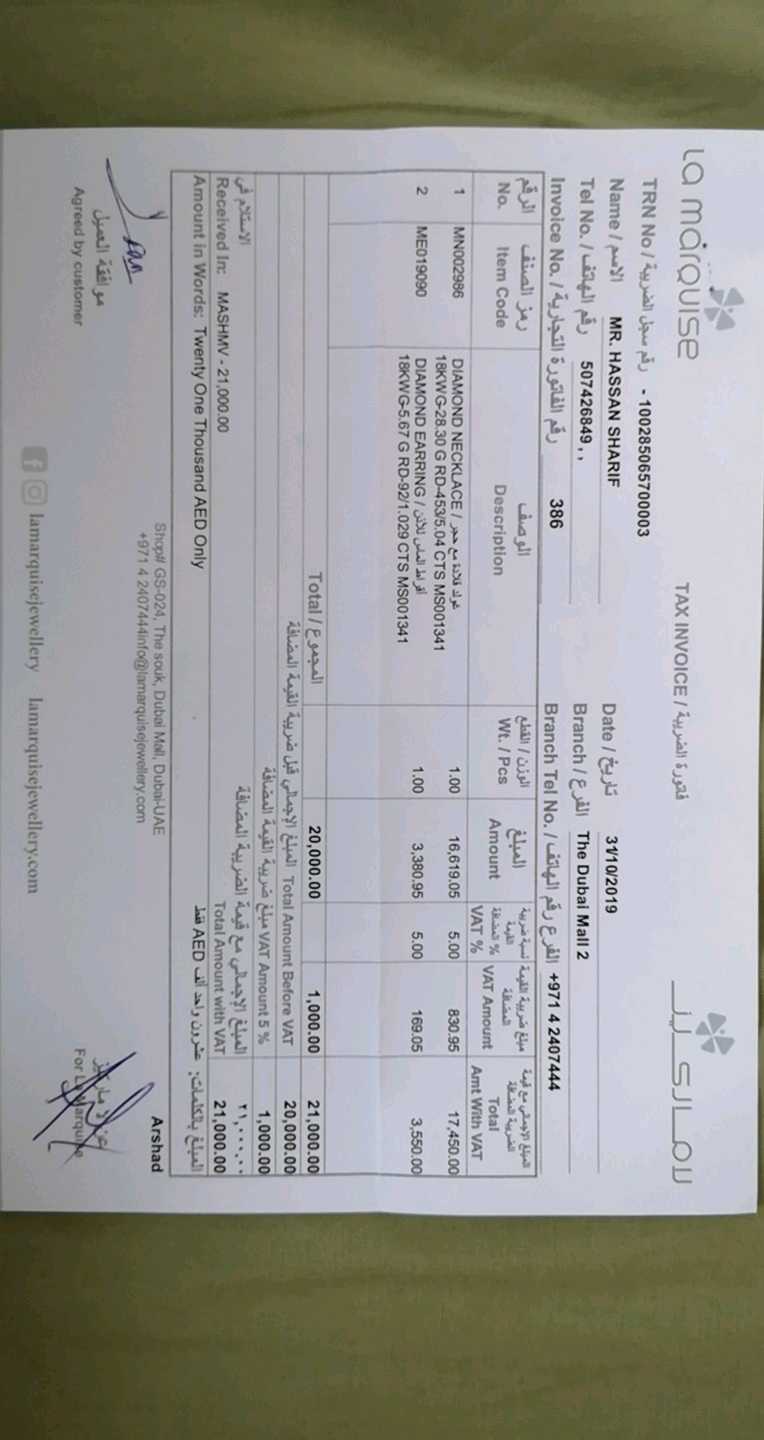 La marquise
لاماركيز
TAX INVOICE / فاتورة الضريبة
TRN No / رقم سجل الضريبة - 100285065700003
Name / الاسم MR. HASSAN SHARIF
Date / تاريخ 31/10/2019
Tel No. / رقم الهاتف 507426849, ,
Branch / الفرع The Dubai Mall 2
Invoice No. / رقم الفاتورة التجارية 386
Branch Tel No. / الفرع رقم الهاتف +971 4 2407444
الرقم رمز الصنف الوصف الوزن / القطع المبلغ نسبة ضريبة القيمة المضافة % مبلغ ضريبة القيمة المضافة المبلغ الإجمالي مع قيمة الضريبة المضافة
No. Item Code Description Wt. / Pcs Amount VAT % VAT Amount Total Amt With VAT
1 MN002986 DIAMOND NECKLACE / غولد قلادة مع حجر 1.00 16,619.05 5.00 830.95 17,450.00
18KWG-28.30 G RD-453/5.04 CTS MS001341
2 ME019090 DIAMOND EARRING / أقراط الماس للأذن 1.00 3,380.95 5.00 169.05 3,550.00
18KWG-5.67 G RD-92/1.029 CTS MS001341
Total / المجموع 20,000.00 1,000.00 21,000.00
المبلغ الإجمالي قبل ضريبة القيمة المضافة Total Amount Before VAT 20,000.00
مبلغ ضريبة القيمة المضافة VAT Amount 5 % 1,000.00
الاستلام في
المبلغ الإجمالي مع قيمة الضريبة المضافة ٢١,٠٠٠.٠٠
Received In: MASHMV - 21,000.00
Total Amount with VAT 21,000.00
Amount in Words: Twenty One Thousand AED Only
المبلغ بالكلمات: عشرون واحد ألف AED فقط
Shop# GS-024, The souk, Dubai Mall, Dubai-UAE
+971 4 2407444info@lamarquisejewellery.com
Arshad
موافقة العميل
Agreed by customer
عن لا ماركيز
For La Marquise
lamarquisejewellery lamarquisejewellery.com